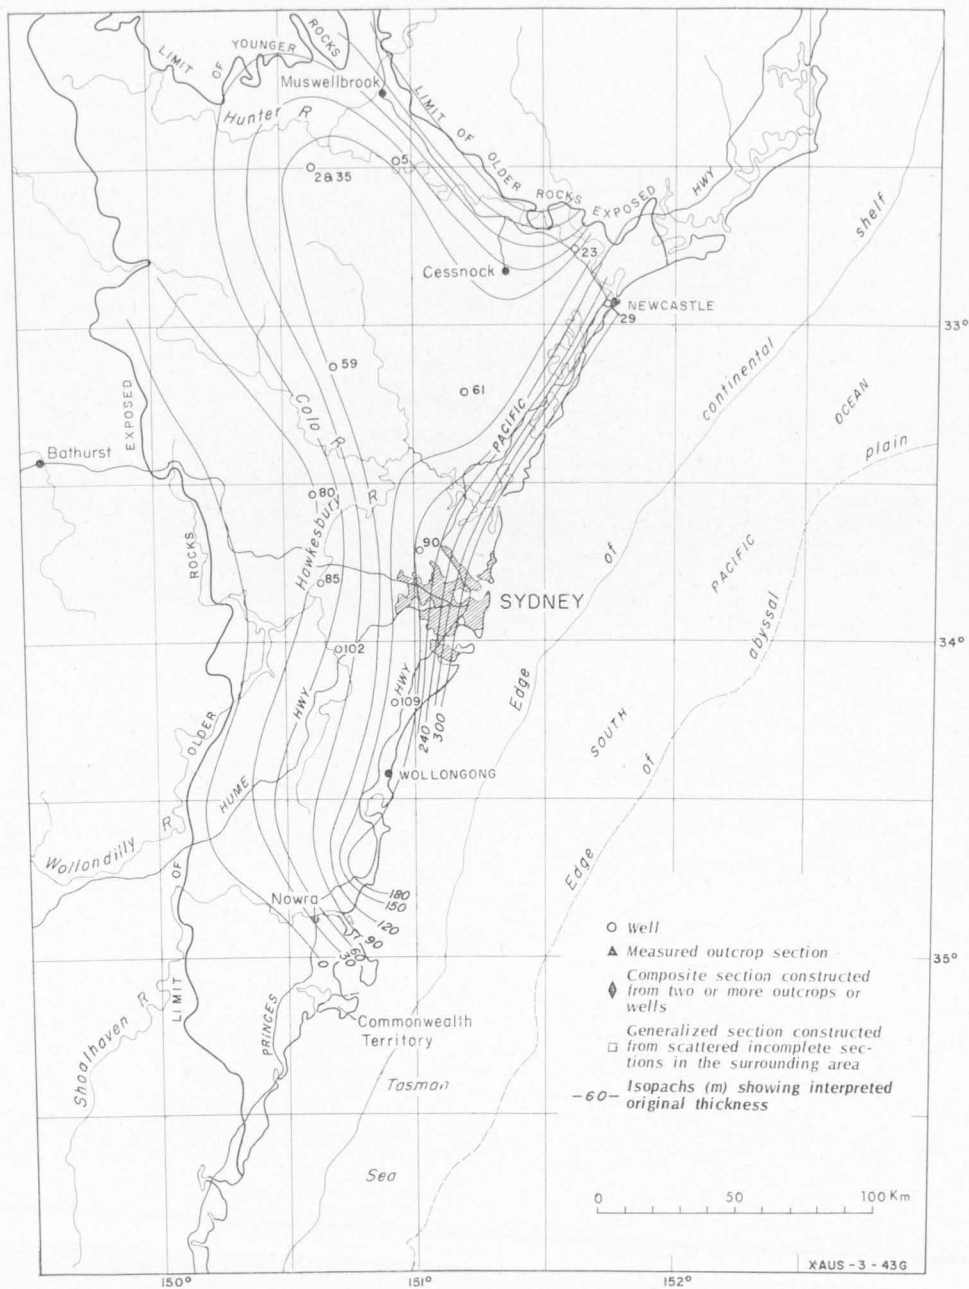 LIMIT OF YOUNGER ROCKS
Muswellbrook
Hunter R
LIMIT OF OLDER ROCKS EXPOSED
HWY
5
28 35
23
Cessnock
NEWCASTLE
29
33°
shelf
continental
OCEAN
plain
59
61
Colo R
PACIFIC
EXPOSED
Bathurst
80
Hawkesbury R
90
of
PACIFIC
ROCKS
85
SYDNEY
abyssal
102
34°
HWY
HWY
109
Edge
240
300
SOUTH
OLDER
of
WOLLONGONG
HUME
Wollondilly R
Edge
OF
180
150
Nowra
120
90
60
30
0
35°
LIMIT
Shoalhaven R
PRINCES
Commonwealth
Territory
Tasman
Sea
Well
Measured outcrop section
Composite section constructed
from two or more outcrops or
wells
Generalized section constructed
from scattered incomplete sec-
tions in the surrounding area
-60- Isopachs (m) showing interpreted
original thickness
0 50 100 Km
X-AUS-3-43G
150° 151° 152°